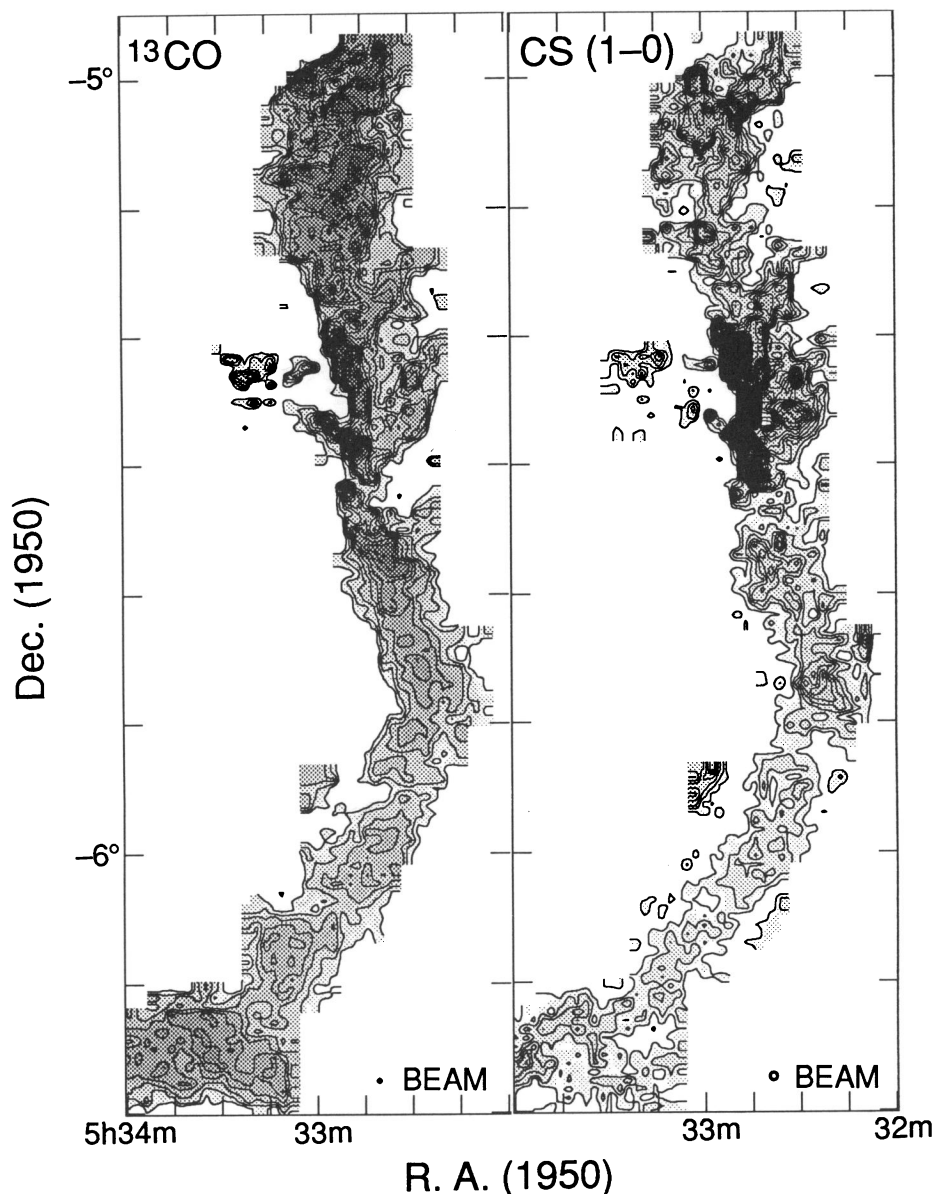 ¹³CO
CS (1–0)
–5°
–6°
Dec. (1950)
BEAM
BEAM
5h34m
33m
33m
32m
R. A. (1950)